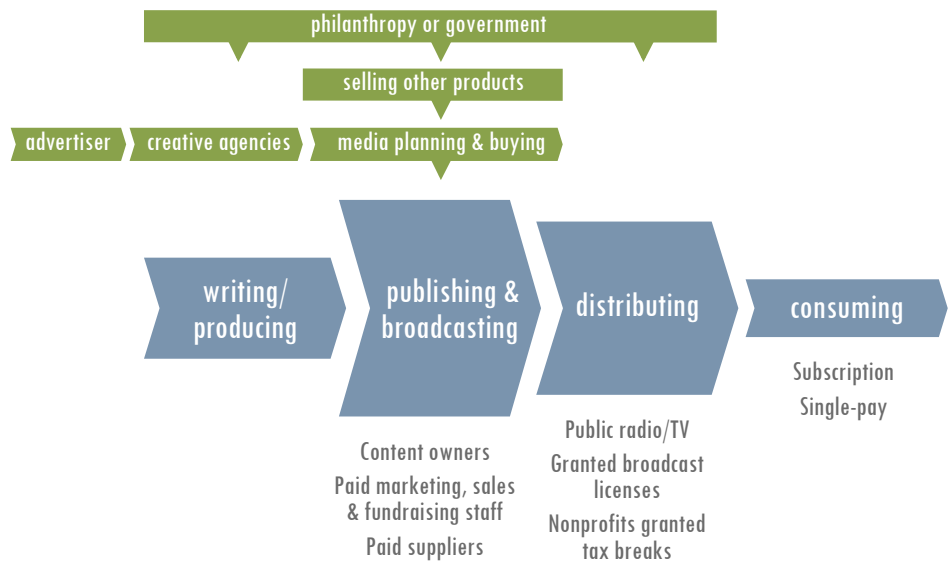 philanthropy or government
selling other products
advertiser
creative agencies
media planning & buying
writing/
producing
publishing &
broadcasting
distributing
consuming
Content owners
Paid marketing, sales
& fundraising staff
Paid suppliers
Public radio/TV
Granted broadcast
licenses
Nonprofits granted
tax breaks
Subscription
Single-pay